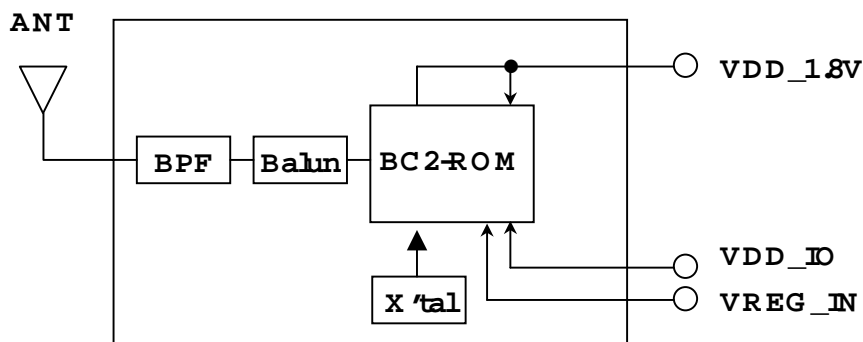 ANT
VDD_1.8V
BPF
Balun
BC2-ROM
VDD_IO
X'tal
VREG_IN